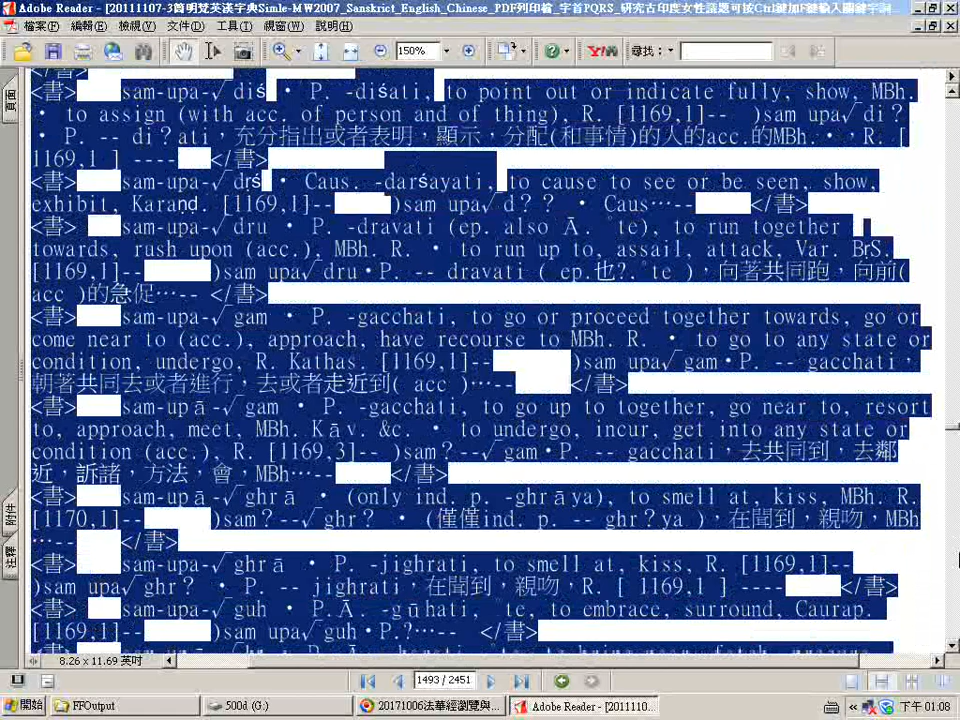 Adobe Reader - [20111107-3簡明梵英漢字典Simle-MW2007_Sanskrict_English_Chinese_PDF列印檔_字首PQRS_研究古印度女性議題可按Ctrl鍵加F鍵輸入關鍵字詞
檔案(F) 編輯(E) 檢視(V) 文件(D) 工具(T) 視窗(W) 說明(H)
150% Y! 尋找：
頁面
</書>
<書> sam-upa-√diś • P. -diśati, to point out or indicate fully, show, MBh.
• to assign (with acc. of person and of thing), R. [1169,1-- )sam upa√di？
• P. -- di？ati，充分指出或者表明，顯示，分配(和事情)的人的acc.的MBh.•，R. [
1169,1 ] ---- </書>
<書> sam-upa-√dṛś • Caus. -darśayati, to cause to see or be seen, show,
exhibit, Karaṇḍ. [1169,1]-- )sam upa√d？？ • Caus…-- </書>
<書> sam-upa-√dru • P. -dravati (ep. also Ā. °te), to run together
towards, rush upon (acc.), MBh. R. • to run up to, assail, attack, Var. BṛS.
[1169,1]-- )sam upa√dru•P. -- dravati ( ep.也?. te )，向著共同跑，向前(
acc )的急促…-- </書>
<書> sam-upa-√gam • P. -gacchati, to go or proceed together towards, go or
come near to (acc.), approach, have recourse to MBh. R. • to go to any state or
condition, undergo, R. Kathas. [1169,1]-- )sam upa√gam•P. -- gacchati，
朝著共同去或者進行，去或者走近到( acc )…-- </書>
<書> sam-upā-√gam • P. -gacchati, to go up to together, go near to, resort
to, approach, meet, MBh. Kāv. &c. • to undergo, incur, get into any state or
condition (acc.), R. [1169,3]-- )sam？--√gam•P. -- gacchati，去共同到，去鄰
近，訴諸，方法，會，MBh…-- </書>
<書> sam-upā-√ghrā • (only ind. p. -ghrāya), to smell at, kiss, MBh. R.
[1170,1]-- )sam？--√ghr？ • (僅僅ind. p. -- ghr？ya )，在聞到，親吻，MBh
…-- </書>
<書> sam-upa-√ghrā • P. -jighrati, to smell at, kiss, R. [1169,1]--
)sam upa√ghr？ • P. -- jighrati，在聞到，親吻，R. [ 1169,1 ] ---- </書>
<書> sam-upa-√guh • P.Ā. -gūhati, °te, to embrace, surround, Caurap.
[1169,1]-- )sam upa√guh•P.?…-- </書>
附件
註釋
8.26 x 11.69 英吋
1493 / 2451
開始 FFOutput 500d (G:) 20171006法華經瀏覽與... Adobe Reader - [2011110... 下午 01:08